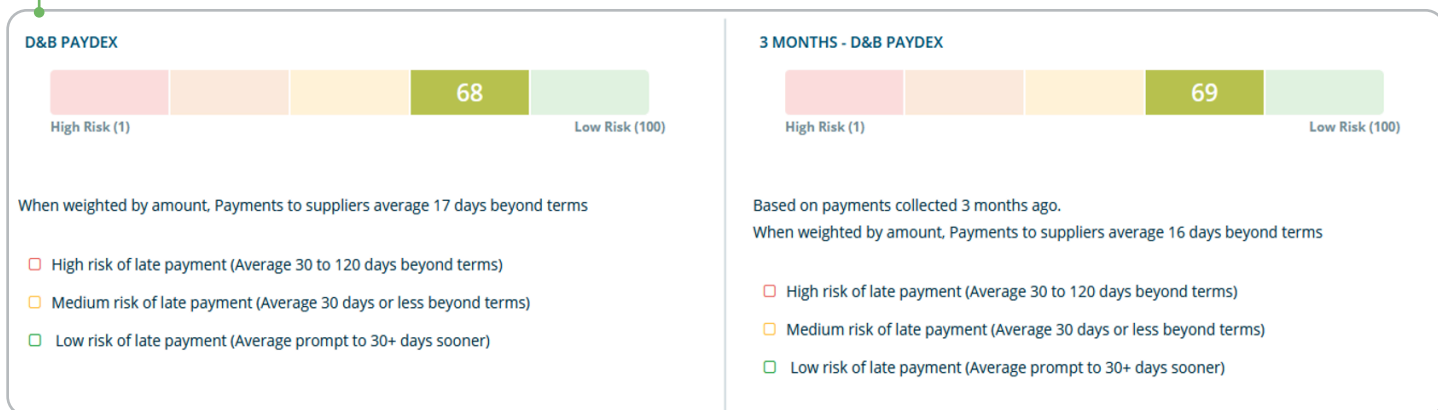 D&B PAYDEX
68
High Risk (1)
Low Risk (100)
When weighted by amount, Payments to suppliers average 17 days beyond terms
High risk of late payment (Average 30 to 120 days beyond terms)
Medium risk of late payment (Average 30 days or less beyond terms)
Low risk of late payment (Average prompt to 30+ days sooner)
3 MONTHS - D&B PAYDEX
69
High Risk (1)
Low Risk (100)
Based on payments collected 3 months ago.
When weighted by amount, Payments to suppliers average 16 days beyond terms
High risk of late payment (Average 30 to 120 days beyond terms)
Medium risk of late payment (Average 30 days or less beyond terms)
Low risk of late payment (Average prompt to 30+ days sooner)